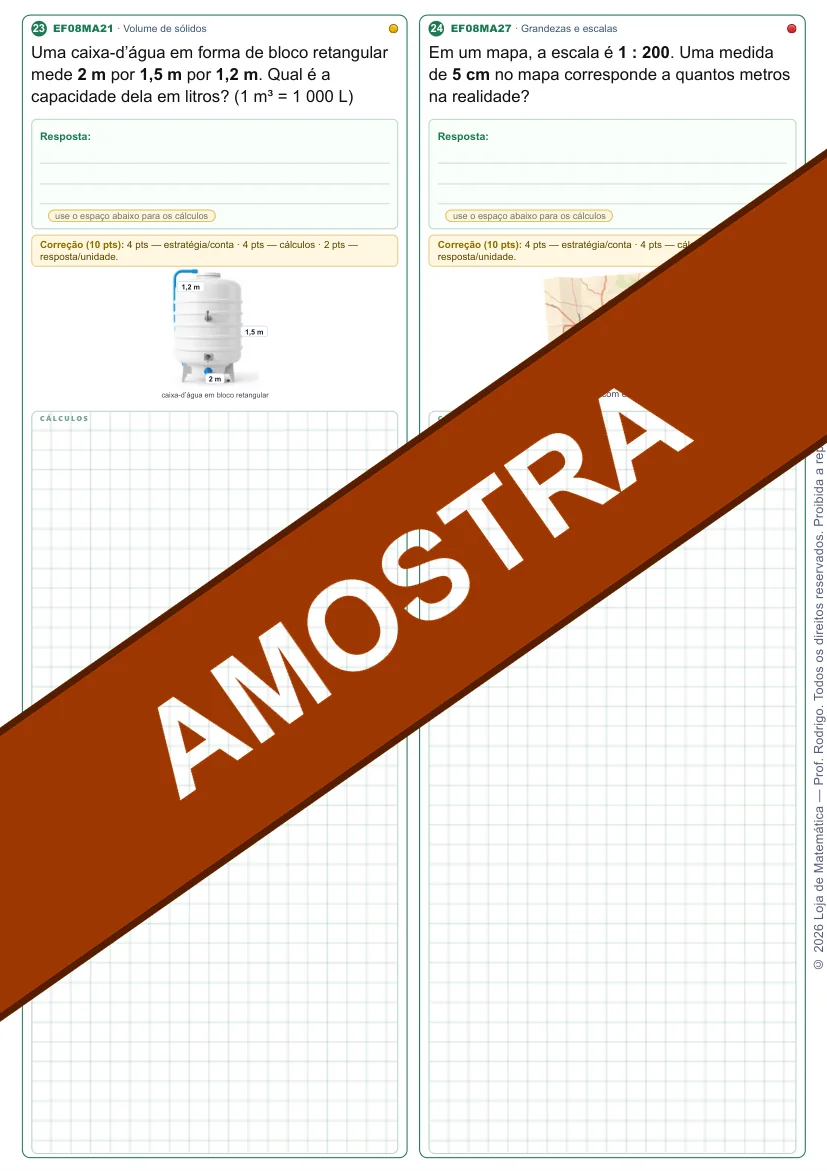 23 EF08MA21 · Volume de sólidos
Uma caixa-d’água em forma de bloco retangular
mede 2 m por 1,5 m por 1,2 m. Qual é a
capacidade dela em litros? (1 m³ = 1 000 L)
Resposta:
use o espaço abaixo para os cálculos
Correção (10 pts): 4 pts — estratégia/conta · 4 pts — cálculos · 2 pts —
resposta/unidade.
1,2 m
1,5 m
2 m
caixa-d’água em bloco retangular
CÁLCULOS
24 EF08MA27 · Grandezas e escalas
Em um mapa, a escala é 1 : 200. Uma medida
de 5 cm no mapa corresponde a quantos metros
na realidade?
Resposta:
use o espaço abaixo para os cálculos
Correção (10 pts): 4 pts — estratégia/conta · 4 pts —
resposta/unidade.
com
AMOSTRA
© 2026 Loja de Matemática — Prof. Rodrigo. Todos os direitos reservados. Proibida a